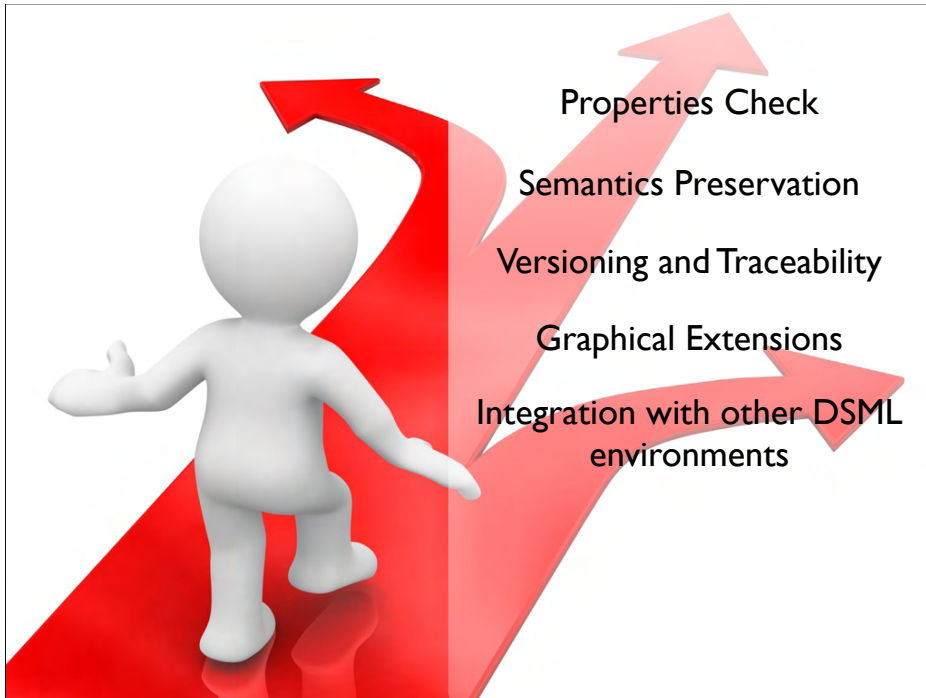 Properties Check
Semantics Preservation
Versioning and Traceability
Graphical Extensions
Integration with other DSML
environments